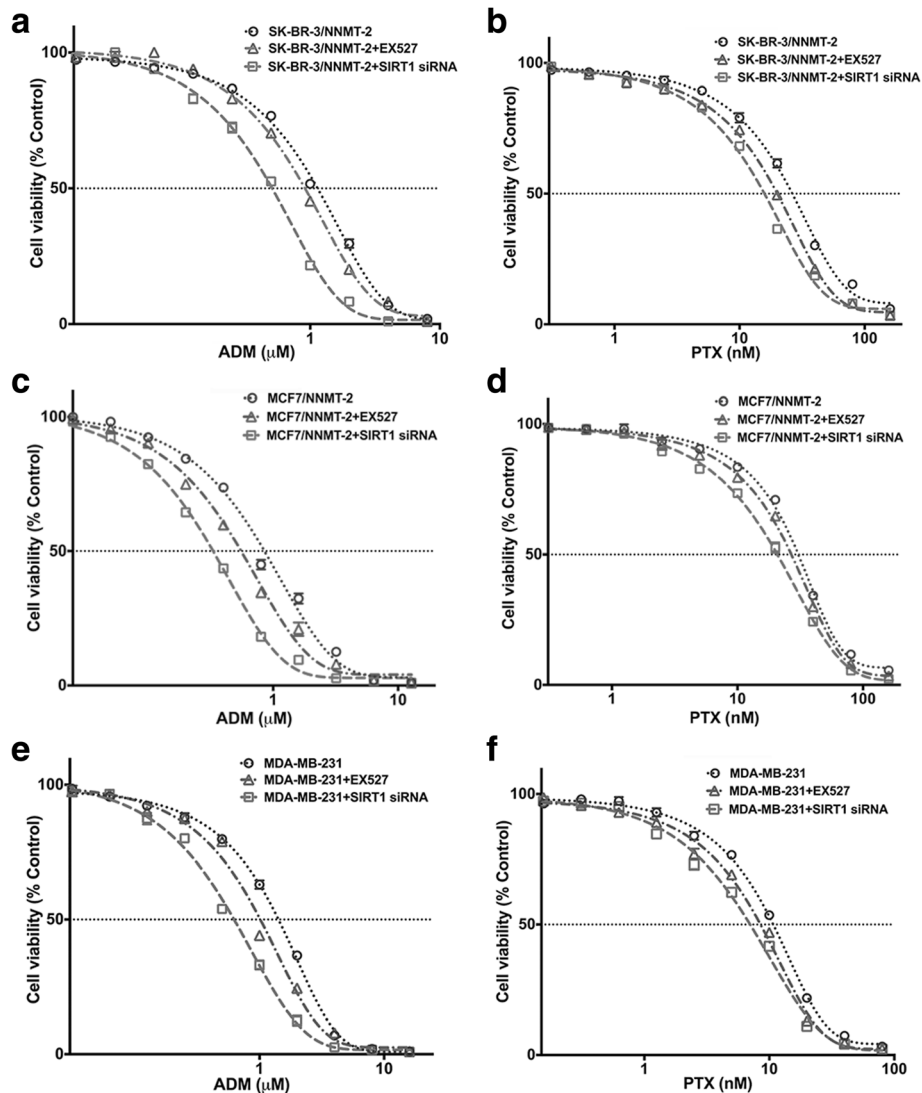 a
SK-BR-3/NNMT-2
SK-BR-3/NNMT-2+EX527
SK-BR-3/NNMT-2+SIRT1 siRNA
Cell viability (% Control)
100
50
0
1
10
ADM (μM)
b
SK-BR-3/NNMT-2
SK-BR-3/NNMT-2+EX527
SK-BR-3/NNMT-2+SIRT1 siRNA
Cell viability (% Control)
100
50
0
1
10
100
PTX (nM)
c
MCF7/NNMT-2
MCF7/NNMT-2+EX527
MCF7/NNMT-2+SIRT1 siRNA
Cell viability (% Control)
100
50
0
1
10
ADM (μM)
d
MCF7/NNMT-2
MCF7/NNMT-2+EX527
MCF7/NNMT-2+SIRT1 siRNA
Cell viability (% Control)
100
50
0
1
10
100
PTX (nM)
e
MDA-MB-231
MDA-MB-231+EX527
MDA-MB-231+SIRT1 siRNA
Cell viability (% Control)
100
50
0
1
10
ADM (μM)
f
MDA-MB-231
MDA-MB-231+EX527
MDA-MB-231+SIRT1 siRNA
Cell viability (% Control)
100
50
0
1
10
100
PTX (nM)